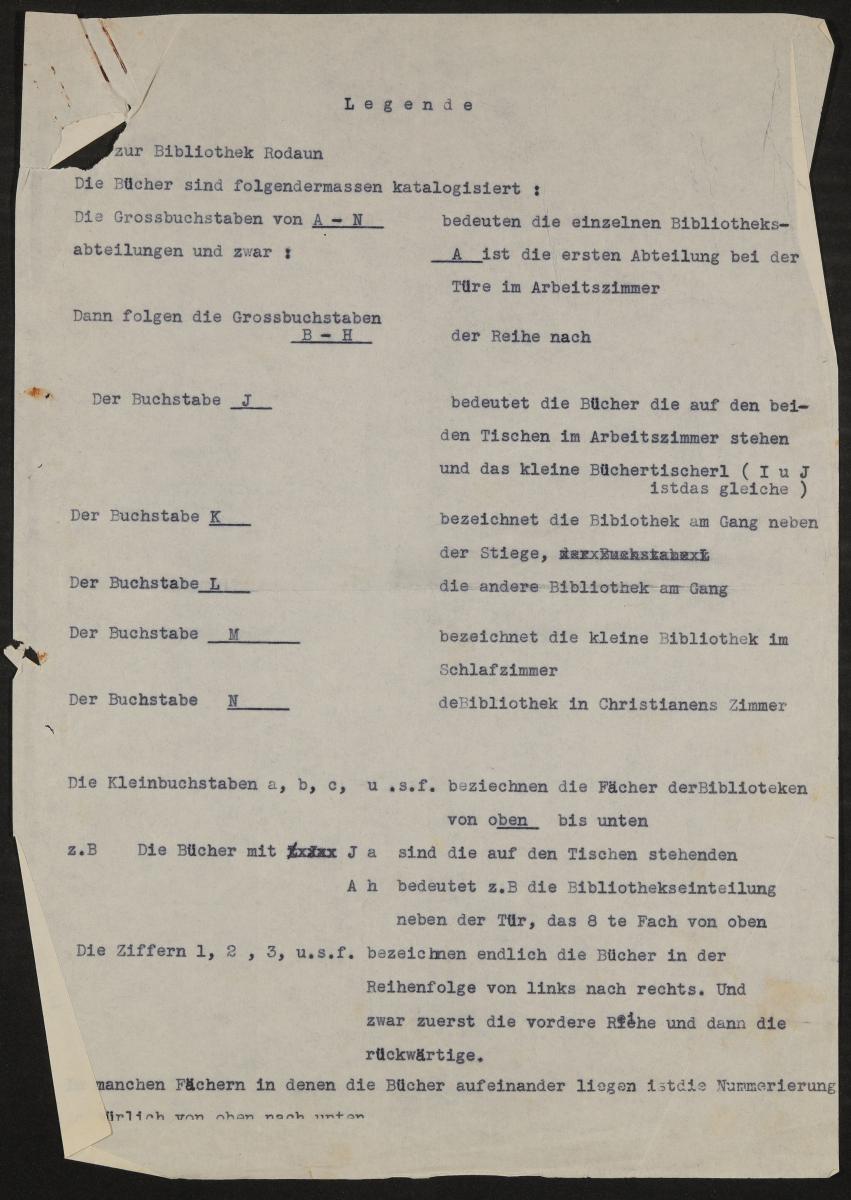 Legende
zur Bibliothek Rodaun
Die Bücher sind folgendermassen katalogisiert :
Die Grossbuchstaben von A - N bedeuten die einzelnen Bibliotheks-
abteilungen und zwar : A ist die ersten Abteilung bei der
Türe im Arbeitszimmer
Dann folgen die Grossbuchstaben
B - H der Reihe nach
Der Buchstabe J bedeutet die Bücher die auf den bei-
den Tischen im Arbeitszimmer stehen
und das kleine Büchertischerl ( I u J
istdas gleiche )
Der Buchstabe K bezeichnet die Bibiothek am Gang neben
der Stiege, derxBuchstabexL
Der Buchstabe L die andere Bibliothek am Gang
Der Buchstabe M bezeichnet die kleine Bibliothek im
Schlafzimmer
Der Buchstabe N deBibliothek in Christianens Zimmer
Die Kleinbuchstaben a, b, c, u .s.f. beziechnen die Fächer derBiblioteken
von oben bis unten
z.B Die Bücher mit J a sind die auf den Tischen stehenden
A h bedeutet z.B die Bibliothekseinteilung
neben der Tür, das 8 te Fach von oben
Die Ziffern 1, 2 , 3, u.s.f. bezeichnen endlich die Bücher in der
Reihenfolge von links nach rechts. Und
zwar zuerst die vordere Reihe und dann die
rückwärtige.
manchen Fächern in denen die Bücher aufeinander liegen istdie Nummerierung
von oben nach unten